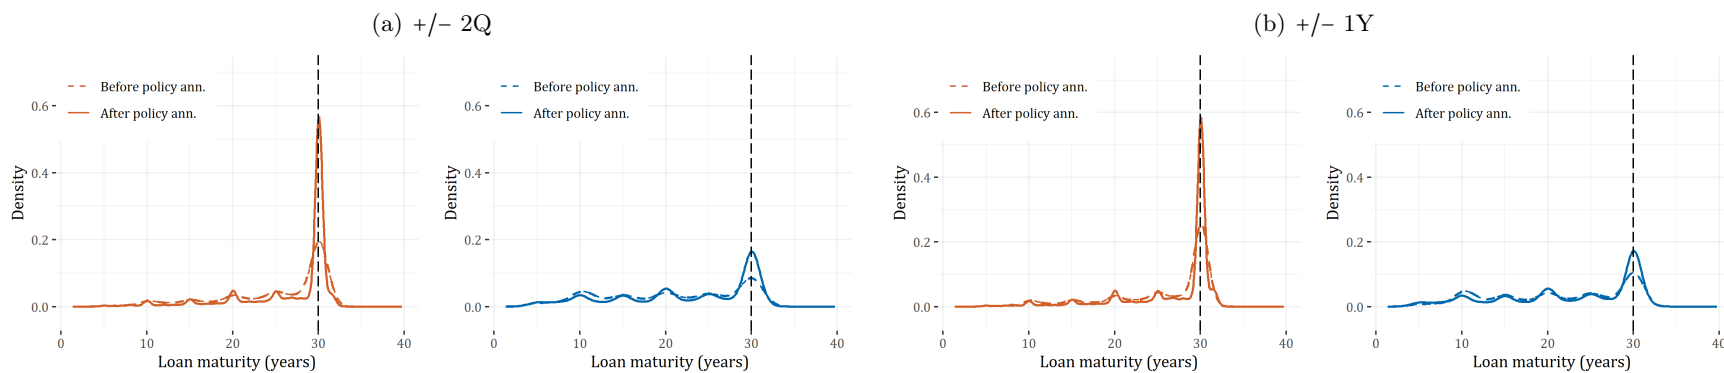 (a) +/− 2Q
(b) +/− 1Y
Before policy ann.
After policy ann.
0.6
0.4
0.2
0.0
Density
0
10
20
30
40
Loan maturity (years)
Before policy ann.
After policy ann.
0.6
0.4
0.2
0.0
Density
0
10
20
30
40
Loan maturity (years)
Before policy ann.
After policy ann.
0.6
0.4
0.2
0.0
Density
0
10
20
30
40
Loan maturity (years)
Before policy ann.
After policy ann.
0.6
0.4
0.2
0.0
Density
0
10
20
30
40
Loan maturity (years)